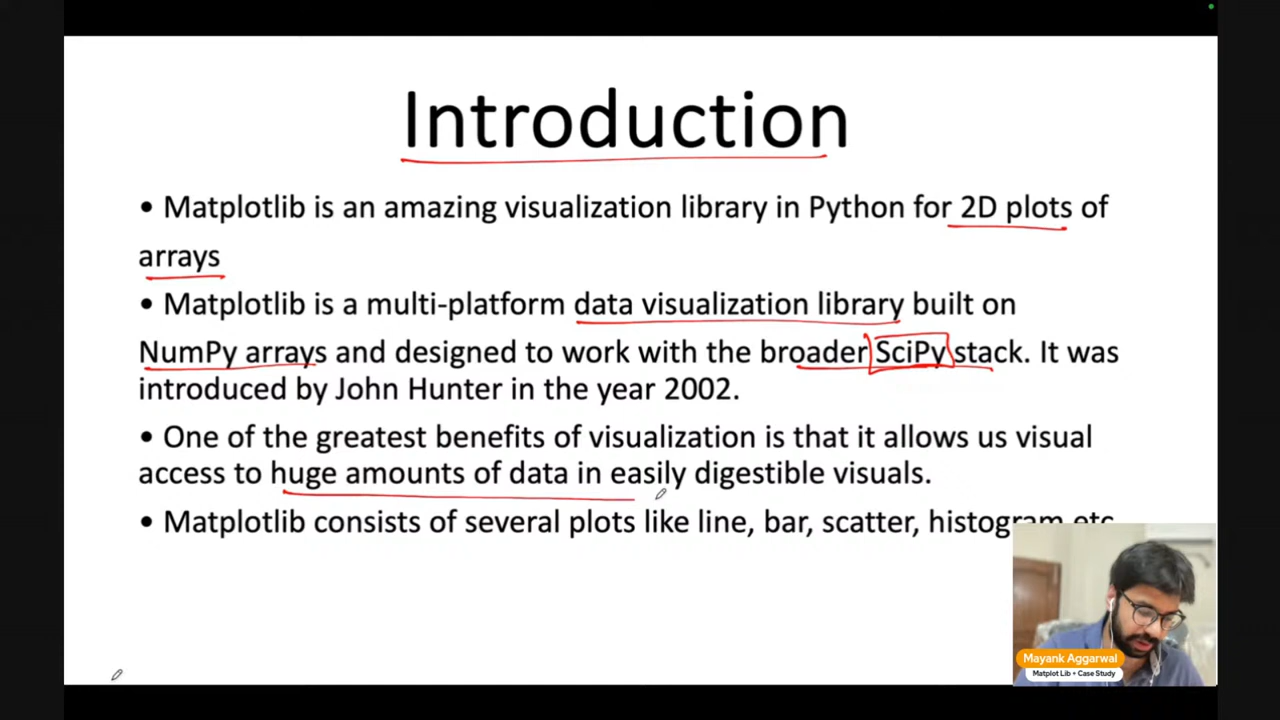 Introduction
• Matplotlib is an amazing visualization library in Python for 2D plots of
arrays
• Matplotlib is a multi-platform data visualization library built on
NumPy arrays and designed to work with the broader SciPy stack. It was
introduced by John Hunter in the year 2002.
• One of the greatest benefits of visualization is that it allows us visual
access to huge amounts of data in easily digestible visuals.
• Matplotlib consists of several plots like line, bar, scatter, histogram etc
Mayank Aggarwal
Matplot Lib + Case Study